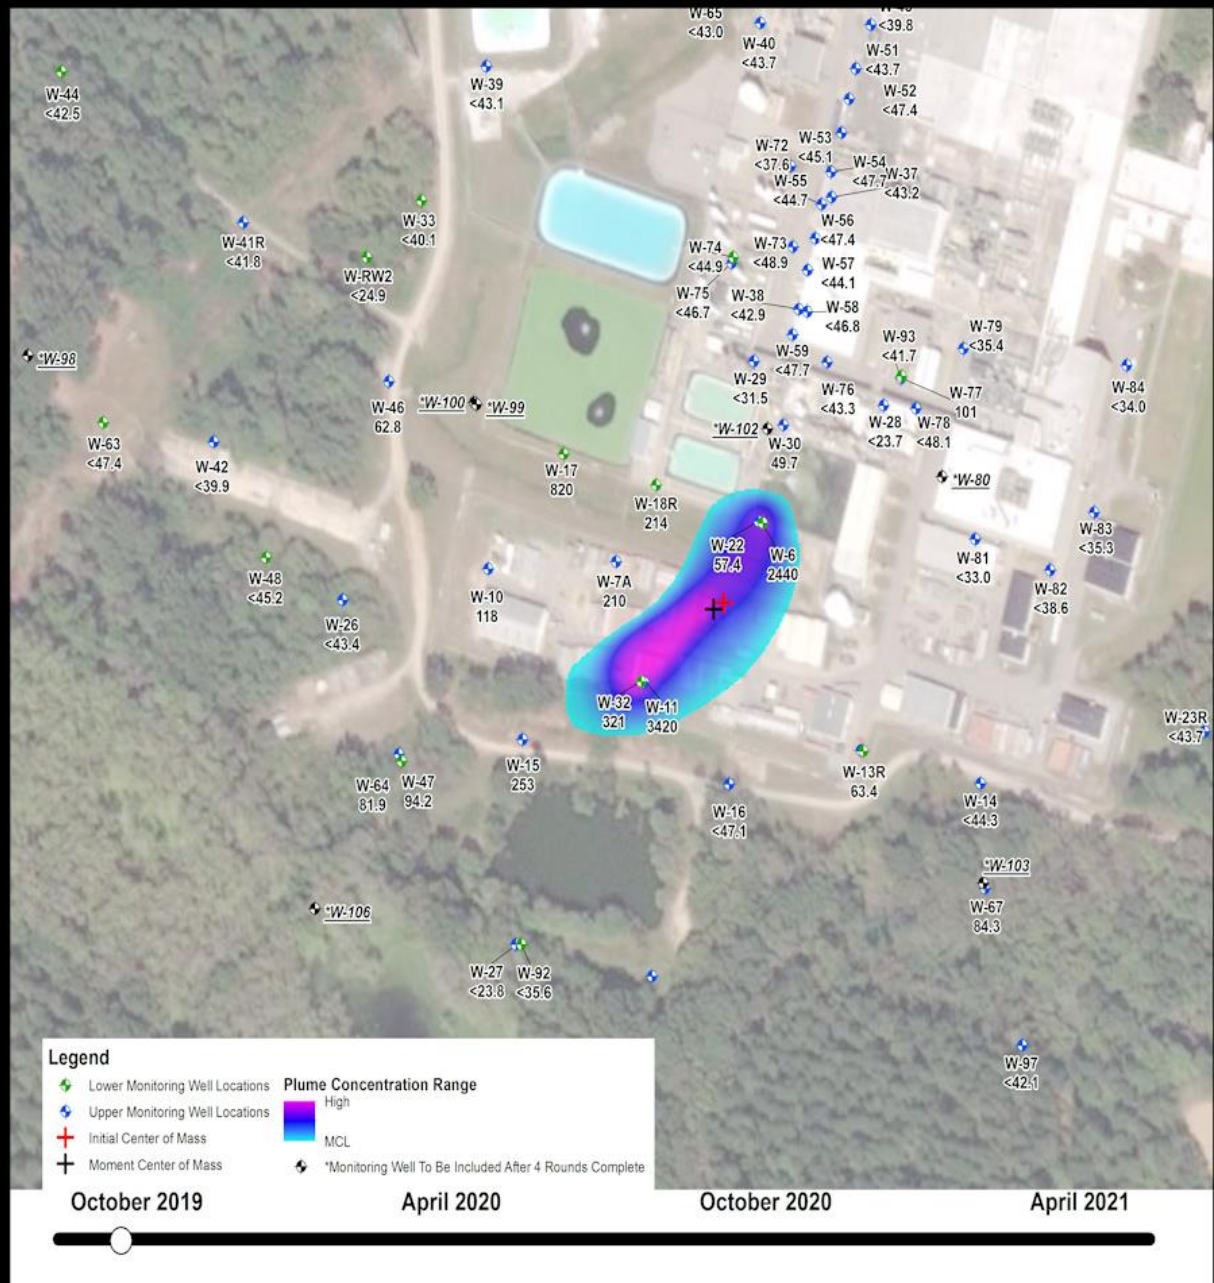 W-65
<43.0
W-40
<43.7
<39.8
W-51
<43.7
W-39
<43.1
W-44
<42.5
W-52
<47.4
W-53
<45.1
W-72
<37.6
W-54
<47.7
W-37
<43.2
W-55
<44.7
W-33
<40.1
W-41R
<41.8
W-56
<47.4
W-74
<44.9
W-73
<48.9
W-RW2
<24.9
W-57
<44.1
W-75
<46.7
W-38
<42.9
W-58
<46.8
W-93
<41.7
W-79
<35.4
*W-98
W-59
<47.7
W-29
<31.5
W-76
<43.3
W-77
101
W-84
<34.0
W-46
62.8
*W-100
*W-99
W-28
<23.7
W-78
<48.1
*W-102
W-30
49.7
W-63
<47.4
W-42
<39.9
W-17
820
*W-80
W-18R
214
W-83
<35.3
W-22
57.4
W-6
2440
W-81
<33.0
W-48
<45.2
W-7A
210
W-10
118
W-82
<38.6
W-26
<43.4
W-32
321
W-11
3420
W-23R
<43.7
W-15
253
W-13R
63.4
W-64
81.9
W-47
94.2
W-16
<47.1
W-14
<44.3
*W-103
W-67
84.3
*W-106
W-27
<23.8
W-92
<35.6
W-97
<42.1
Legend
Lower Monitoring Well Locations
Upper Monitoring Well Locations
Initial Center of Mass
Moment Center of Mass
Plume Concentration Range
High
MCL
*Monitoring Well To Be Included After 4 Rounds Complete
October 2019
April 2020
October 2020
April 2021